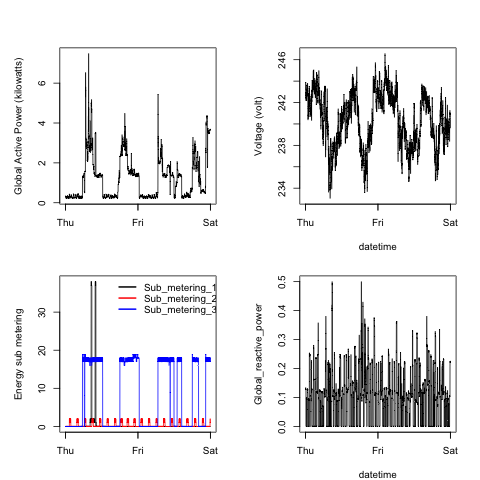 Global Active Power (kilowatts)
6
4
2
0
Thu
Fri
Sat
Voltage (volt)
246
242
238
234
Thu
Fri
Sat
datetime
Energy sub metering
30
20
10
0
Sub_metering_1
Sub_metering_2
Sub_metering_3
Thu
Fri
Sat
Global_reactive_power
0.5
0.4
0.3
0.2
0.1
0.0
Thu
Fri
Sat
datetime